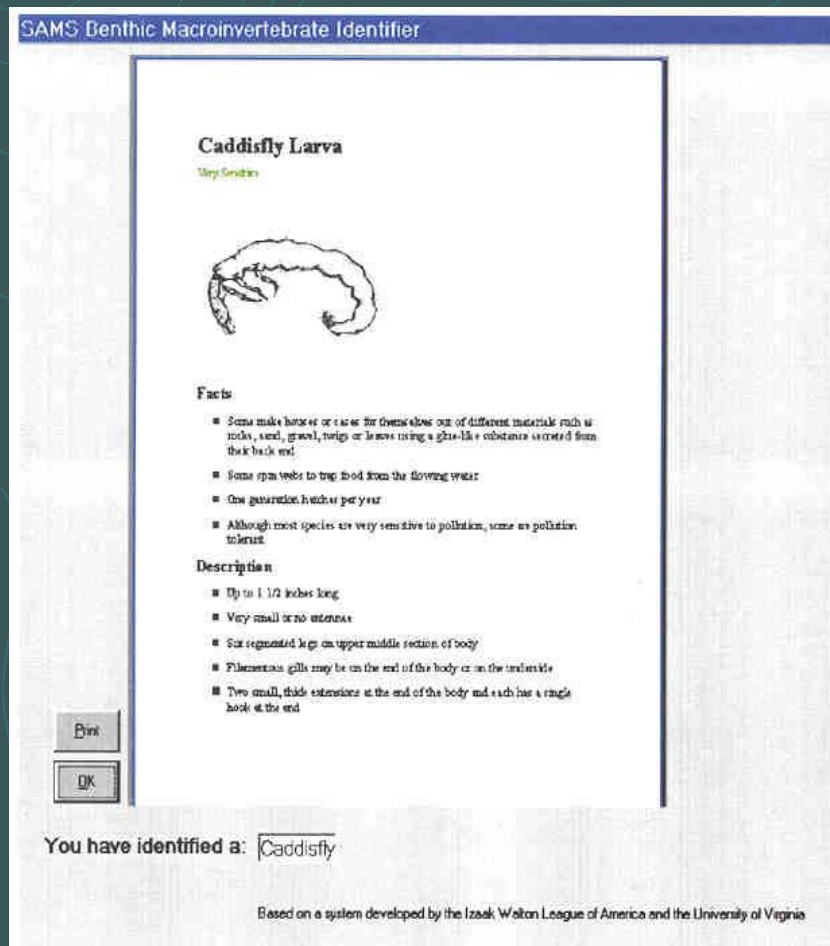 SAMS Benthic Macroinvertebrate Identifier
Caddisfly Larva
Very Sensitive
Facts
■ Some make houses or cases for themselves out of different materials such as
rocks, sand, gravel, twigs or leaves using a glue-like substance secreted from
their back end
■ Some spin webs to trap food from the flowing water
■ One generation hatches per year
■ Although most species are very sensitive to pollution, some are pollution
tolerant
Description
■ Up to 1 1/2 inches long
■ Very small or no antennae
■ Six segmented legs on upper middle section of body
■ Filamentous gills may be on the end of the body or on the underside
■ Two small, thick extensions at the end of the body and each has a single
hook at the end
Print
OK
You have identified a: Caddisfly
Based on a system developed by the Izaak Walton League of America and the University of Virginia